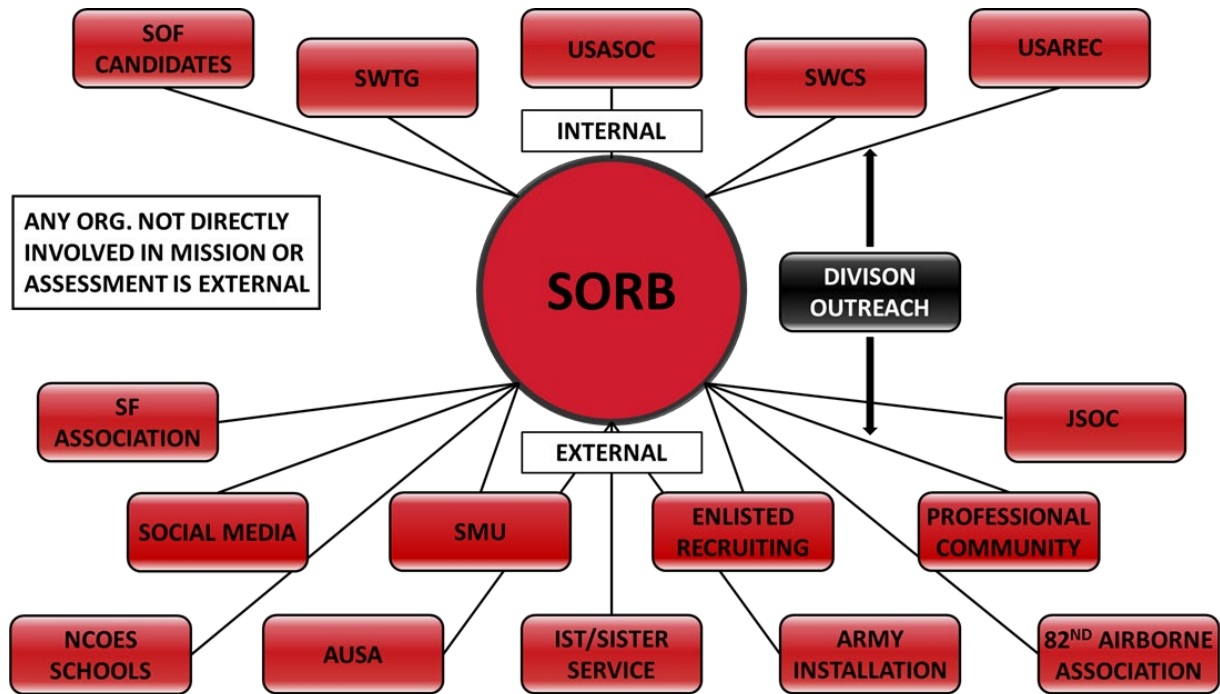 SOF
CANDIDATES
SWTG
USASOC
SWCS
USAREC
INTERNAL
ANY ORG. NOT DIRECTLY
INVOLVED IN MISSION OR
ASSESSMENT IS EXTERNAL
SORB
DIVISON
OUTREACH
SF
ASSOCIATION
EXTERNAL
JSOC
SOCIAL MEDIA
SMU
ENLISTED
RECRUITING
PROFESSIONAL
COMMUNITY
NCOES
SCHOOLS
AUSA
IST/SISTER
SERVICE
ARMY
INSTALLATION
82ND AIRBORNE
ASSOCIATION